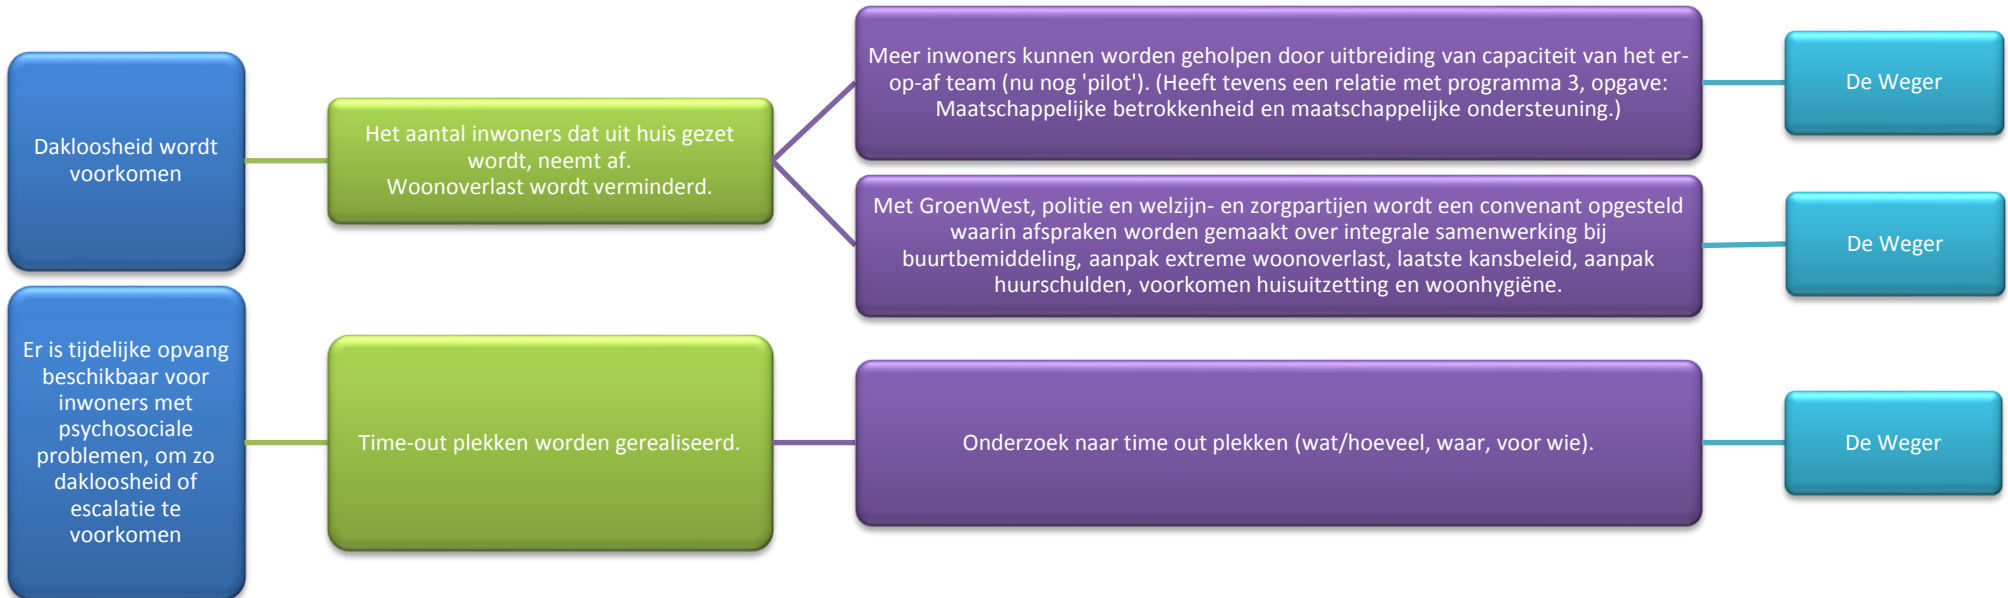 Dakloosheid wordt
voorkomen
Het aantal inwoners dat uit huis gezet
wordt, neemt af.
Woonoverlast wordt verminderd.
Meer inwoners kunnen worden geholpen door uitbreiding van capaciteit van het er-
op-af team (nu nog 'pilot'). (Heeft tevens een relatie met programma 3, opgave:
Maatschappelijke betrokkenheid en maatschappelijke ondersteuning.)
De Weger
Met GroenWest, politie en welzijn- en zorgpartijen wordt een convenant opgesteld
waarin afspraken worden gemaakt over integrale samenwerking bij
buurtbemiddeling, aanpak extreme woonoverlast, laatste kansbeleid, aanpak
huurschulden, voorkomen huisuitzetting en woonhygiëne.
De Weger
Er is tijdelijke opvang
beschikbaar voor
inwoners met
psychosociale
problemen, om zo
dakloosheid of
escalatie te
voorkomen
Time-out plekken worden gerealiseerd.
Onderzoek naar time out plekken (wat/hoeveel, waar, voor wie).
De Weger